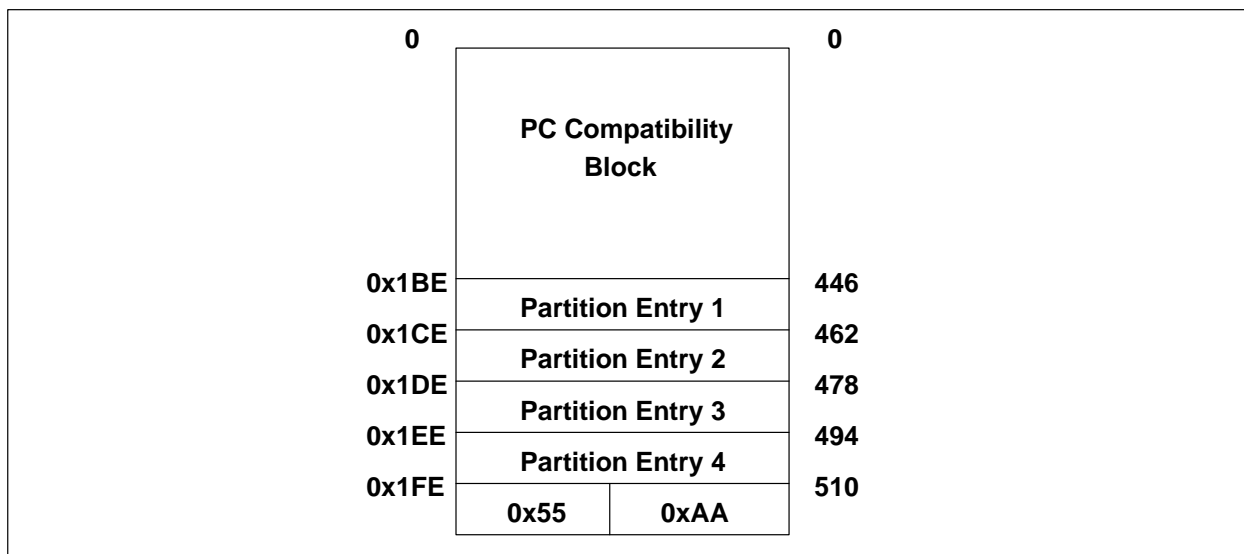 0 0
PC Compatibility
Block
0x1BE 446
Partition Entry 1
0x1CE 462
Partition Entry 2
0x1DE 478
Partition Entry 3
0x1EE 494
Partition Entry 4
0x1FE 510
0x55 0xAA